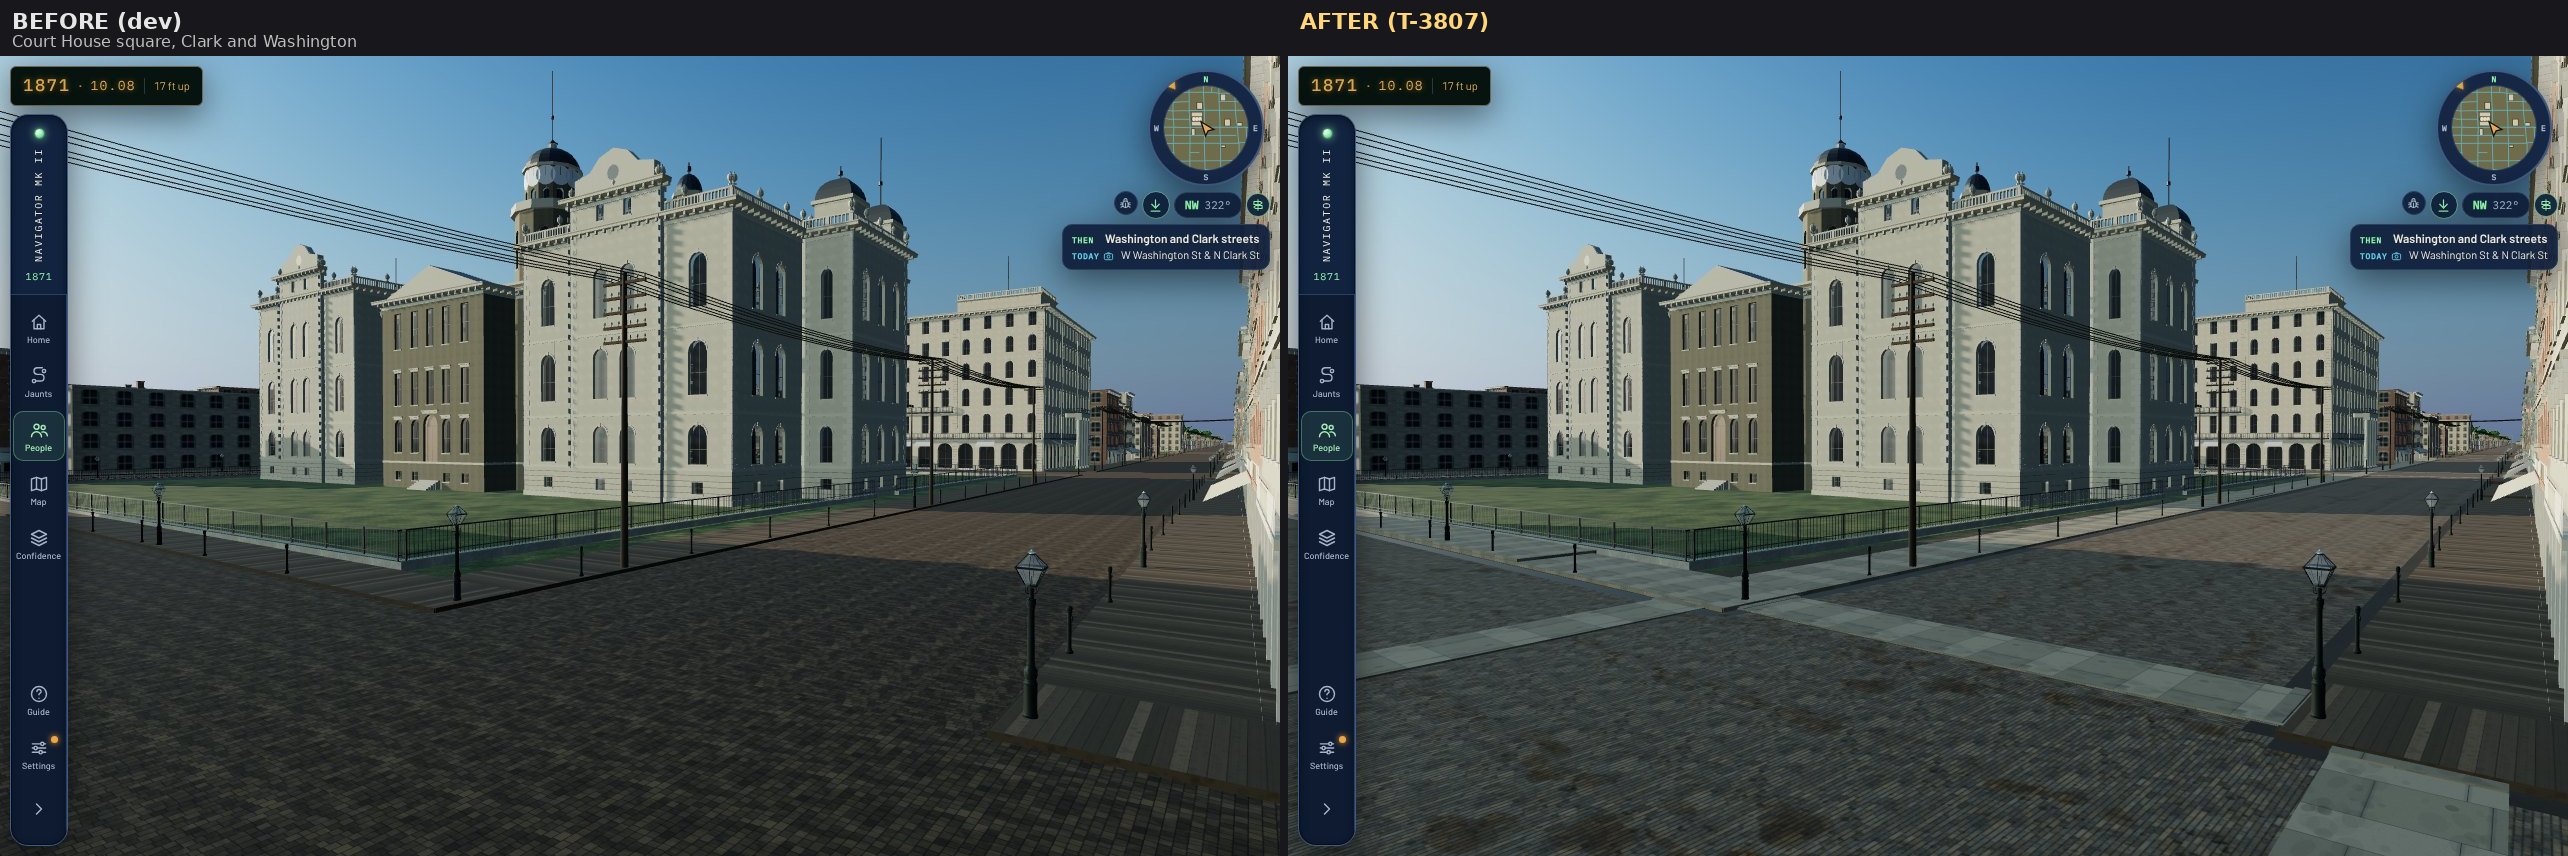 BEFORE (dev)
Court House square, Clark and Washington
1871 · 10.08 17 ft up
NAVIGATOR MK II
1871
Home
Jaunts
People
Map
Confidence
Guide
Settings
N
W E
S
NW 322°
THEN Washington and Clark streets
TODAY W Washington St & N Clark St
AFTER (T-3807)
1871 · 10.08 17 ft up
NAVIGATOR MK II
1871
Home
Jaunts
People
Map
Confidence
Guide
Settings
N
W E
S
NW 322°
THEN Washington and Clark streets
TODAY W Washington St & N Clark St